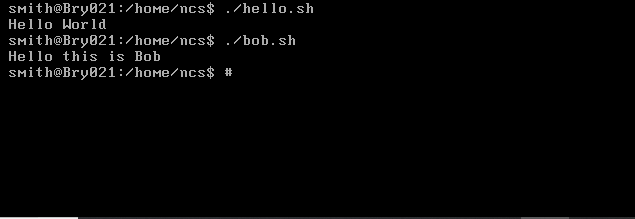 smith@Bry021:/home/ncs$ ./hello.sh
Hello World
smith@Bry021:/home/ncs$ ./bob.sh
Hello this is Bob
smith@Bry021:/home/ncs$ #